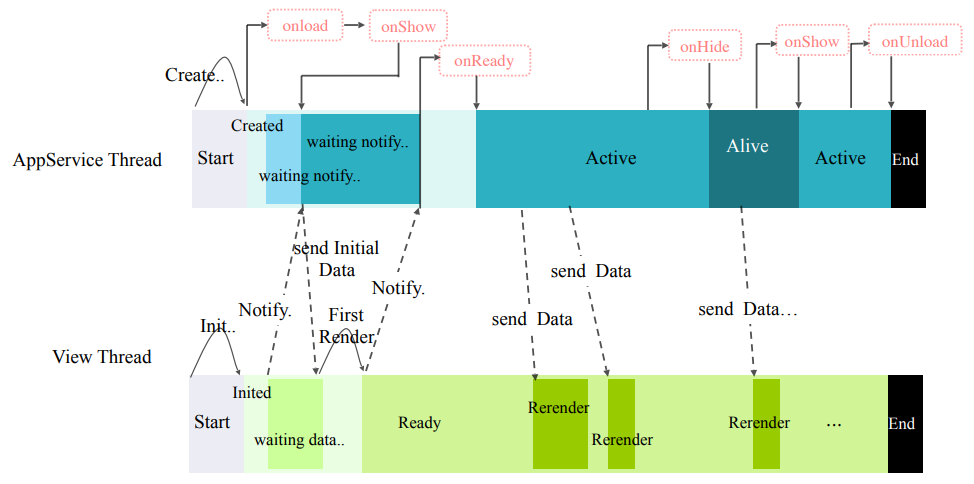 onload
onShow
onReady
onHide
onShow
onUnload
Create..
Created
waiting notify..
AppService Thread
Start
Active
Alive
Active
End
waiting notify..
send Initial
Data
send Data
Notify.
Notify.
First
Render
send Data
send Data…
Init..
View Thread
Inited
Start
waiting data..
Ready
Rerender
Rerender
Rerender
...
End